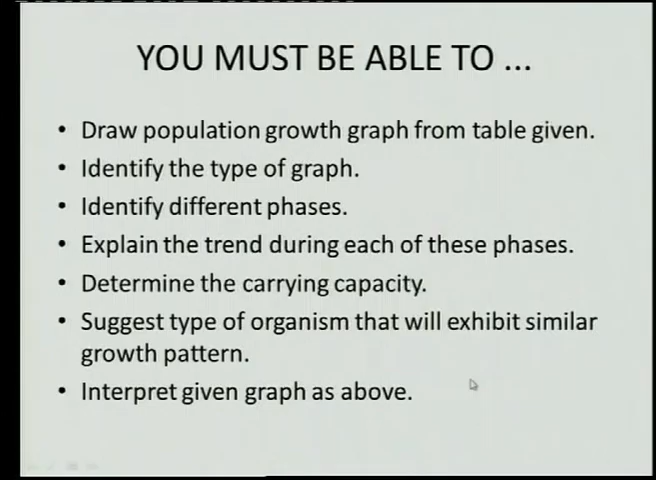 YOU MUST BE ABLE TO ...
• Draw population growth graph from table given.
• Identify the type of graph.
• Identify different phases.
• Explain the trend during each of these phases.
• Determine the carrying capacity.
• Suggest type of organism that will exhibit similar
growth pattern.
• Interpret given graph as above.